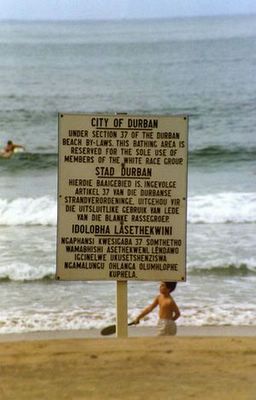 CITY OF DURBAN
UNDER SECTION 37 OF THE DURBAN
BEACH BY-LAWS, THIS BATHING AREA IS
RESERVED FOR THE SOLE USE OF
MEMBERS OF THE WHITE RACE GROUP.
STAD DURBAN
HIERDIE BAAIGEBIED IS, INGEVOLGE
ARTIKEL 37 VAN DIE DURBANSE
STRANDVERORDENINGE, UITGEHOU VIR
DIE UITSLUITLIKE GEBRUIK VAN LEDE
VAN DIE BLANKE RASSEGROEP.
IDOLOBHA LASETHEKWINI
NGAPHANSI KWESIGABA 37 SOMTHETHO
WAMABHISHI ASETHEKWENI, LENDAWO
IGCINELWE UKUSETSHENZISWA
NGAMALUNGU OHLANGA OLUMHLOPHE
KUPHELA.